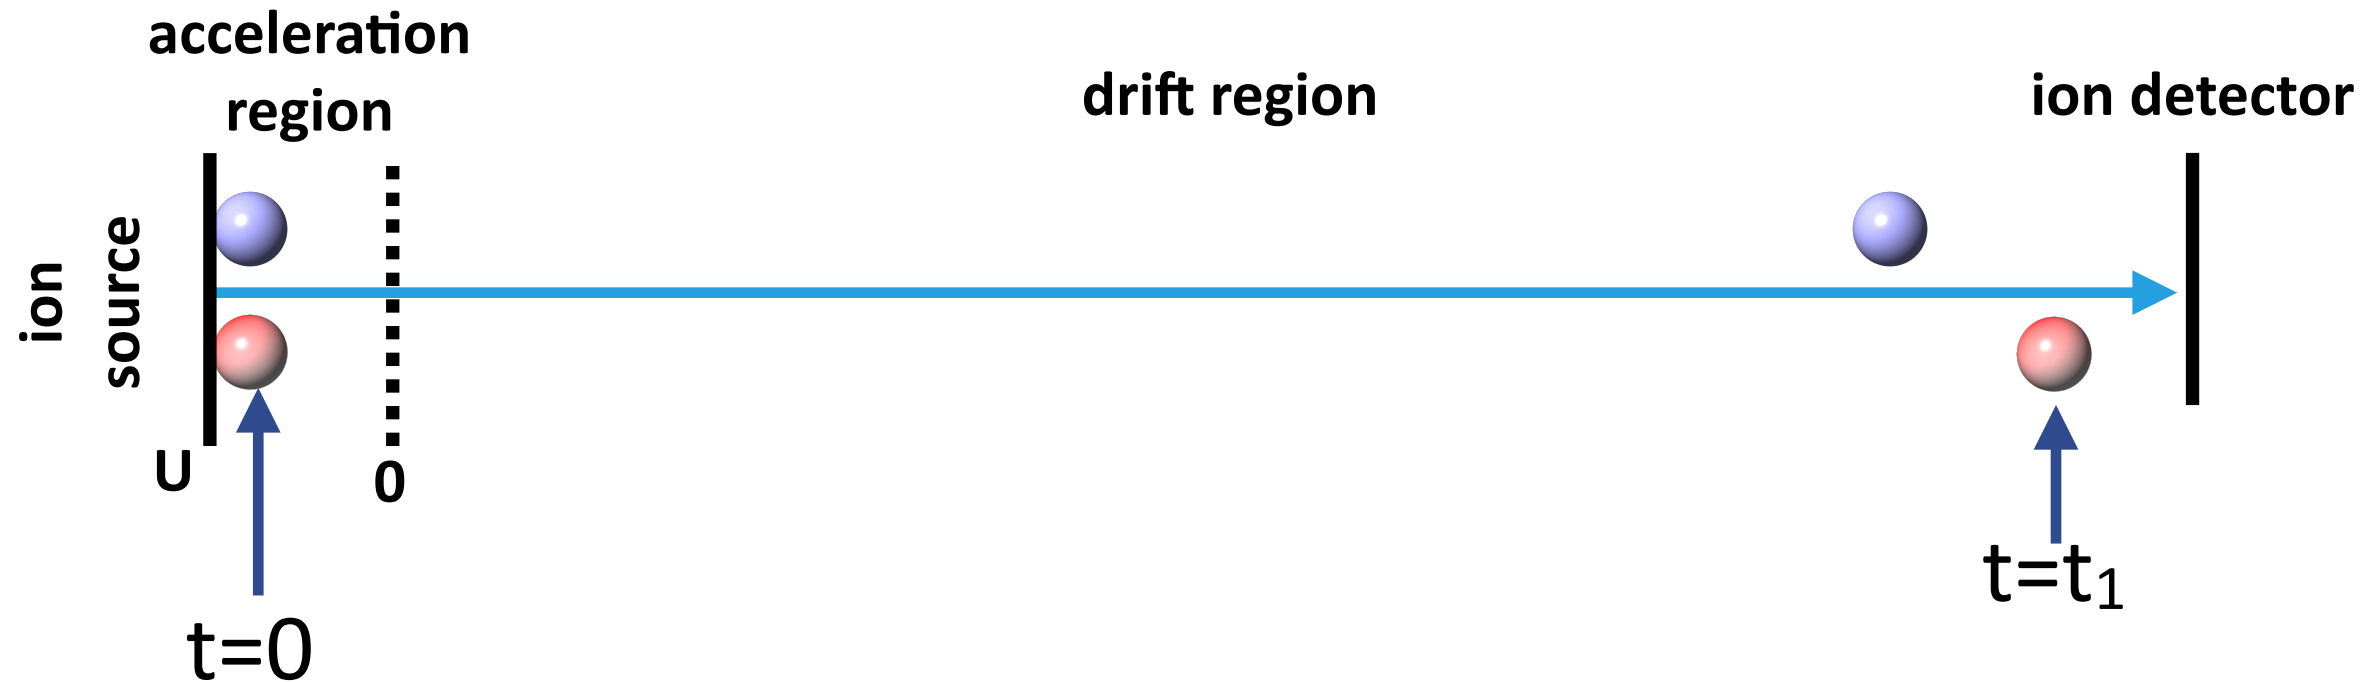 acceleration
region
drift region
ion detector
ion
source
U
0
t=0
t=t₁